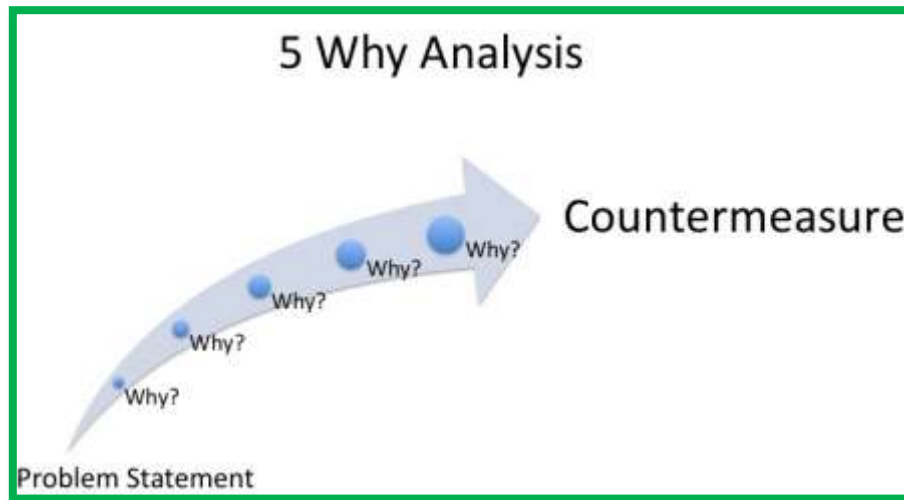 5 Why Analysis
Countermeasure
Why?
Why?
Why?
Why?
Why?
Problem Statement